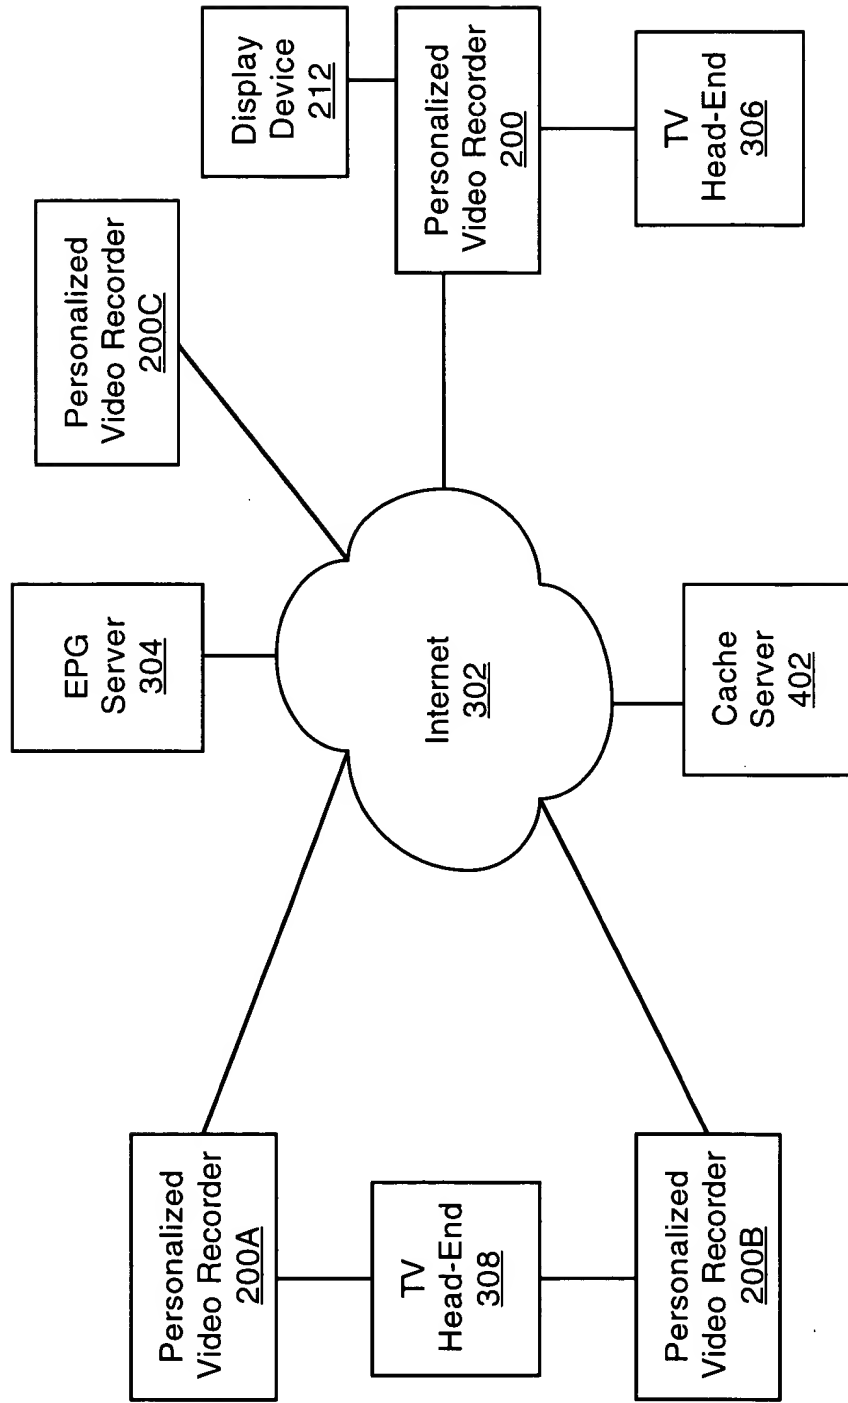 Personalized
Video Recorder
200A
TV
Head-End
308
Personalized
Video Recorder
200B
EPG
Server
304
Internet
302
Cache
Server
402
Personalized
Video Recorder
200C
Display
Device
212
Personalized
Video Recorder
200
TV
Head-End
306